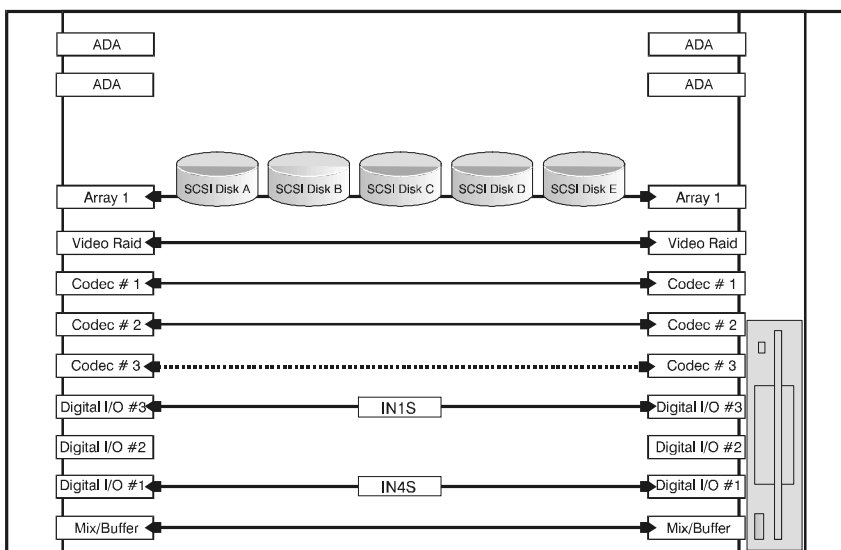 ADA ADA
ADA ADA
SCSI Disk A SCSI Disk B SCSI Disk C SCSI Disk D SCSI Disk E
Array 1 Array 1
Video Raid Video Raid
Codec # 1 Codec # 1
Codec # 2 Codec # 2
Codec # 3 Codec # 3
Digital I/O #3 IN1S Digital I/O #3
Digital I/O #2 Digital I/O #2
Digital I/O #1 IN4S Digital I/O #1
Mix/Buffer Mix/Buffer